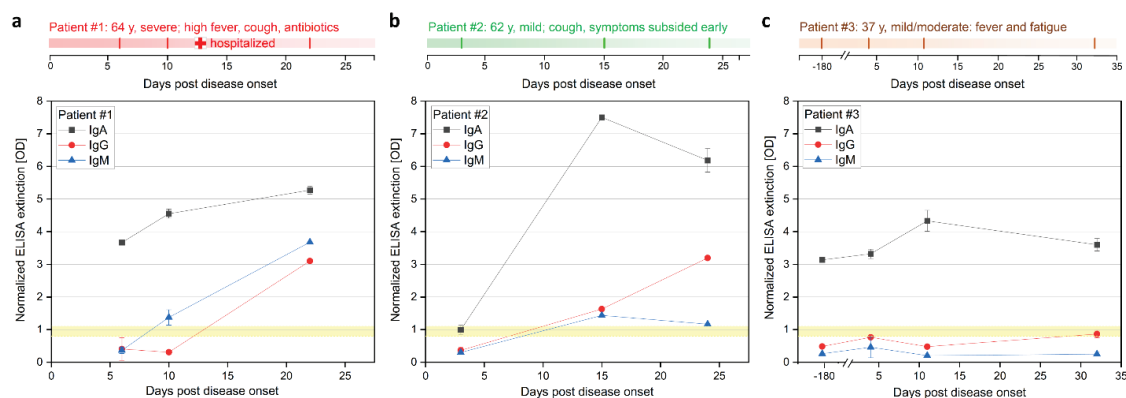 a
Patient #1: 64 y, severe; high fever, cough, antibiotics
hospitalized
0 5 10 15 20 25
Days post disease onset
b
Patient #2: 62 y, mild; cough, symptoms subsided early
0 5 10 15 20 25
Days post disease onset
c
Patient #3: 37 y, mild/moderate: fever and fatigue
-180 5 10 15 20 25 30 35
Days post disease onset
a
Normalized ELISA extinction [OD]
8
7
6
5
4
3
2
1
0
Patient #1
IgA
IgG
IgM
0 5 10 15 20 25
Days post disease onset
b
Normalized ELISA extinction [OD]
8
7
6
5
4
3
2
1
0
Patient #2
IgA
IgG
IgM
0 5 10 15 20 25
Days post disease onset
c
Normalized ELISA extinction [OD]
8
7
6
5
4
3
2
1
0
Patient #3
IgA
IgG
IgM
-180 5 10 15 20 25 30 35
Days post disease onset